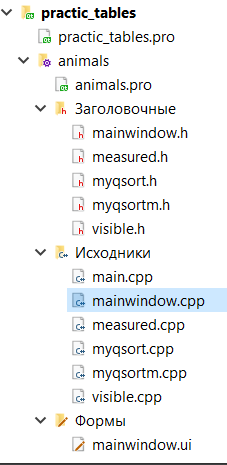 practic_tables
practic_tables.pro
animals
animals.pro
Заголовочные
mainwindow.h
measured.h
myqsort.h
myqsortm.h
visible.h
Исходники
main.cpp
mainwindow.cpp
measured.cpp
myqsort.cpp
myqsortm.cpp
visible.cpp
Формы
mainwindow.ui